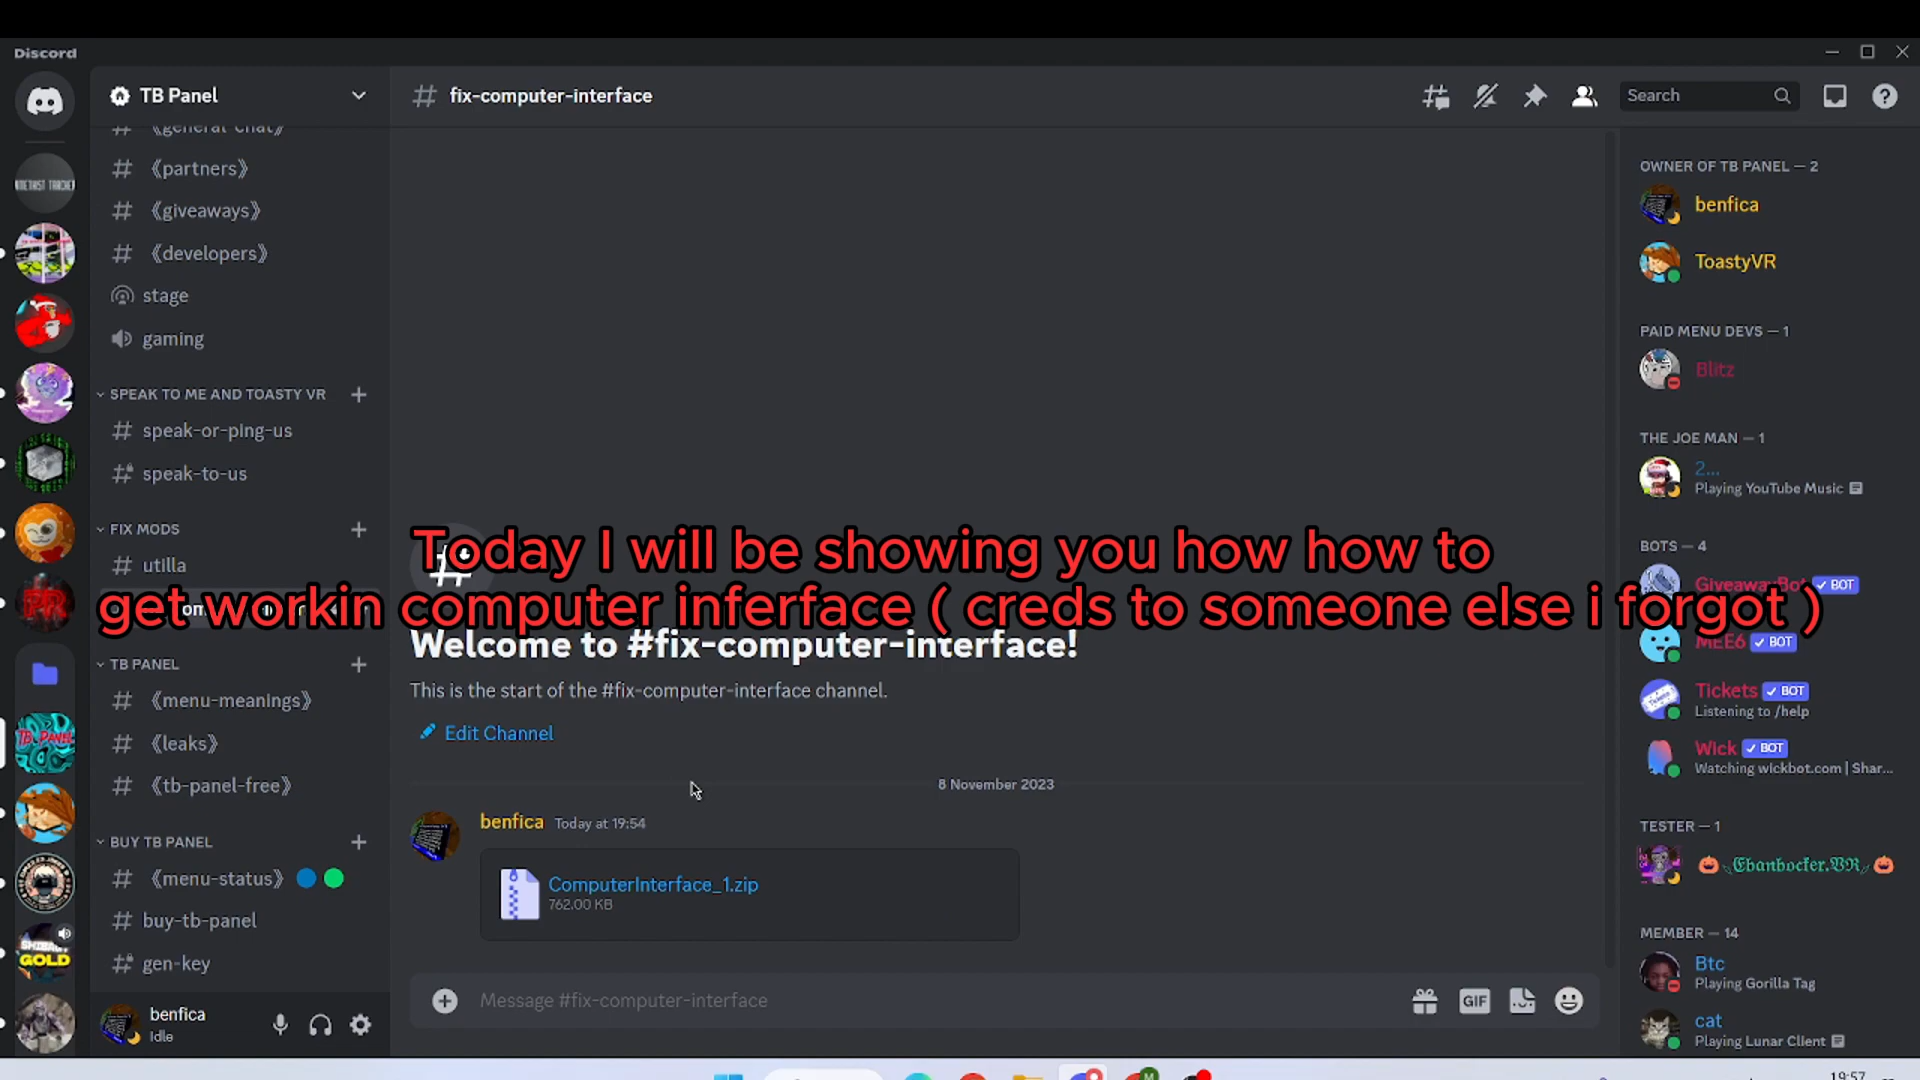 Discord
TB Panel
fix-computer-interface
Search
《general-chat》
《partners》
《giveaways》
《developers》
stage
gaming
SPEAK TO ME AND TOASTY VR
speak-or-ping-us
speak-to-us
FIX MODS
utilla
TB PANEL
《menu-meanings》
《leaks》
《tb-panel-free》
BUY TB PANEL
《menu-status》
buy-tb-panel
gen-key
benfica
Idle
Today I will be showing you how how to
get workin computer inferface ( creds to someone else i forgot )
Welcome to #fix-computer-interface!
This is the start of the #fix-computer-interface channel.
Edit Channel
8 November 2023
benfica Today at 19:54
ComputerInterface_1.zip
762.00 KB
Message #fix-computer-interface
GIF
OWNER OF TB PANEL — 2
benfica
ToastyVR
PAID MENU DEVS — 1
Blitz
THE JOE MAN — 1
2...
Playing YouTube Music
BOTS — 4
GiveawayBot BOT
MEE6 BOT
Tickets BOT
Listening to /help
Wick BOT
Watching wickbot.com | Shar...
TESTER — 1
MEMBER — 14
Btc
Playing Gorilla Tag
cat
Playing Lunar Client
19:57